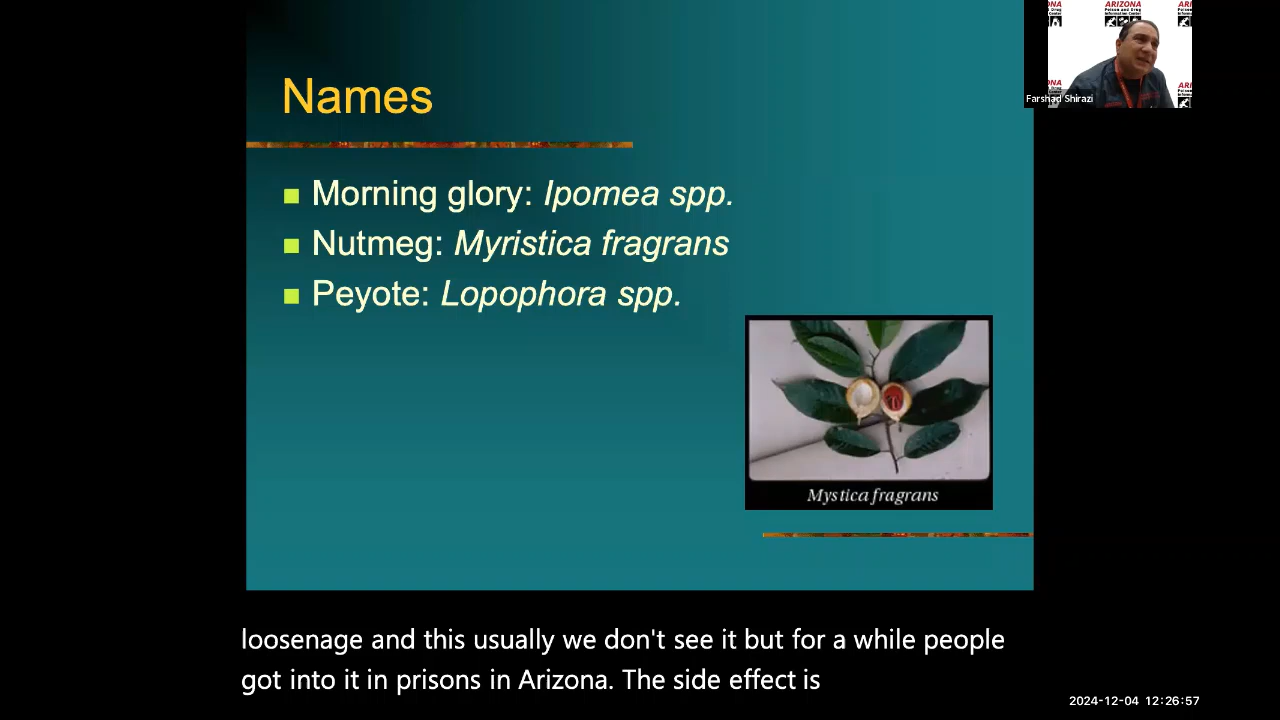 Names
Morning glory: Ipomea spp.
Nutmeg: Myristica fragrans
Peyote: Lopophora spp.
Mystica fragrans
ARIZONA
Farshad Shirazi
loosenage and this usually we don't see it but for a while people
got into it in prisons in Arizona. The side effect is
2024-12-04 12:26:57